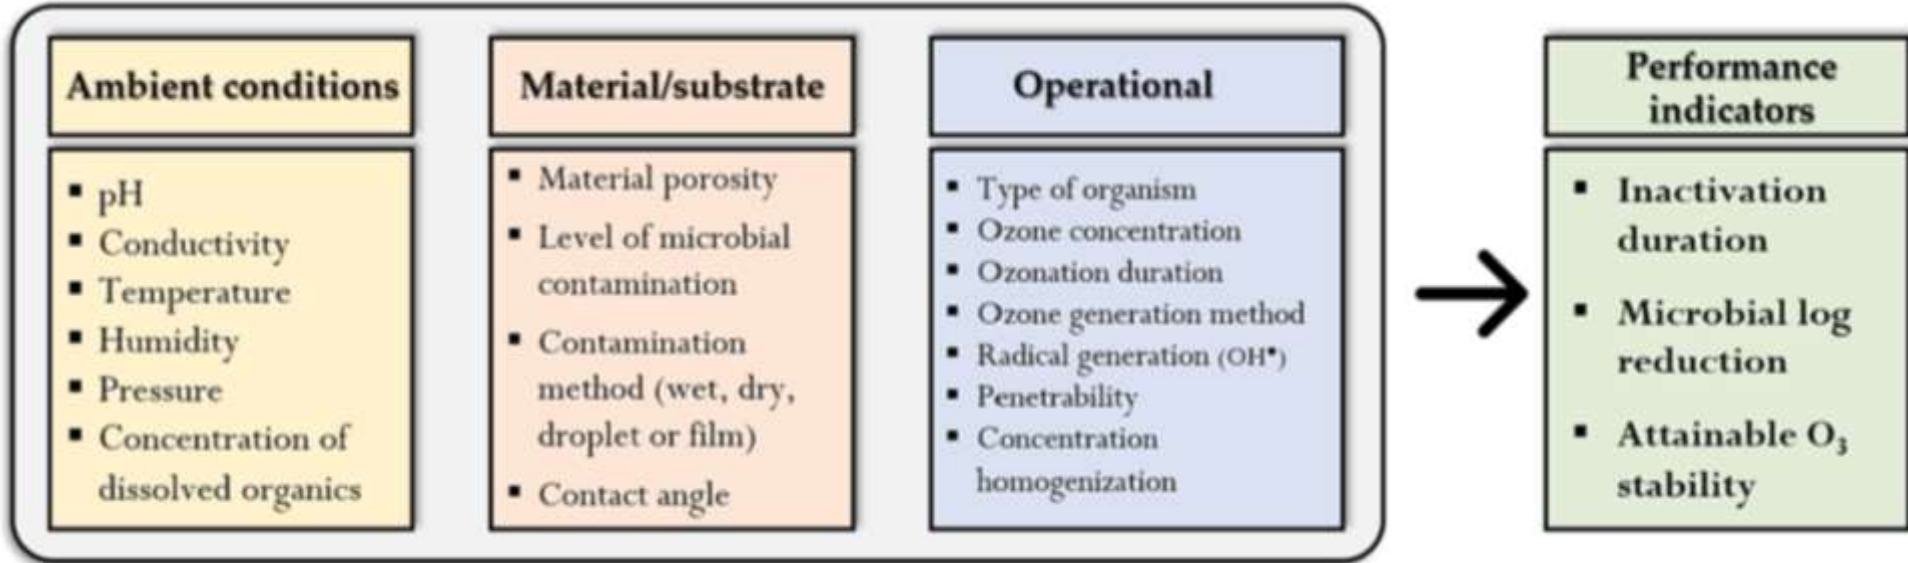 Ambient conditions
▪ pH
▪ Conductivity
▪ Temperature
▪ Humidity
▪ Pressure
▪ Concentration of
dissolved organics
Material/substrate
▪ Material porosity
▪ Level of microbial
contamination
▪ Contamination
method (wet, dry,
droplet or film)
▪ Contact angle
Operational
▪ Type of organism
▪ Ozone concentration
▪ Ozonation duration
▪ Ozone generation method
▪ Radical generation (OH•)
▪ Penetrability
▪ Concentration
homogenization
Performance
indicators
▪ Inactivation
duration
▪ Microbial log
reduction
▪ Attainable O₃
stability